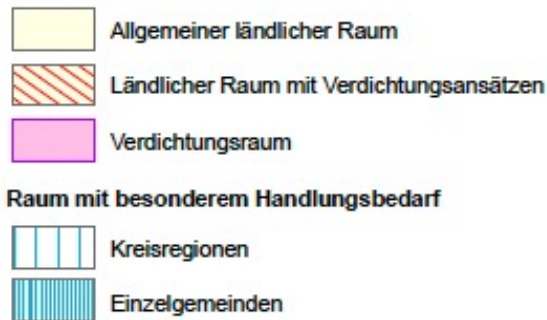 Allgemeiner ländlicher Raum
Ländlicher Raum mit Verdichtungsansätzen
Verdichtungsraum
Raum mit besonderem Handlungsbedarf
Kreisregionen
Einzelgemeinden